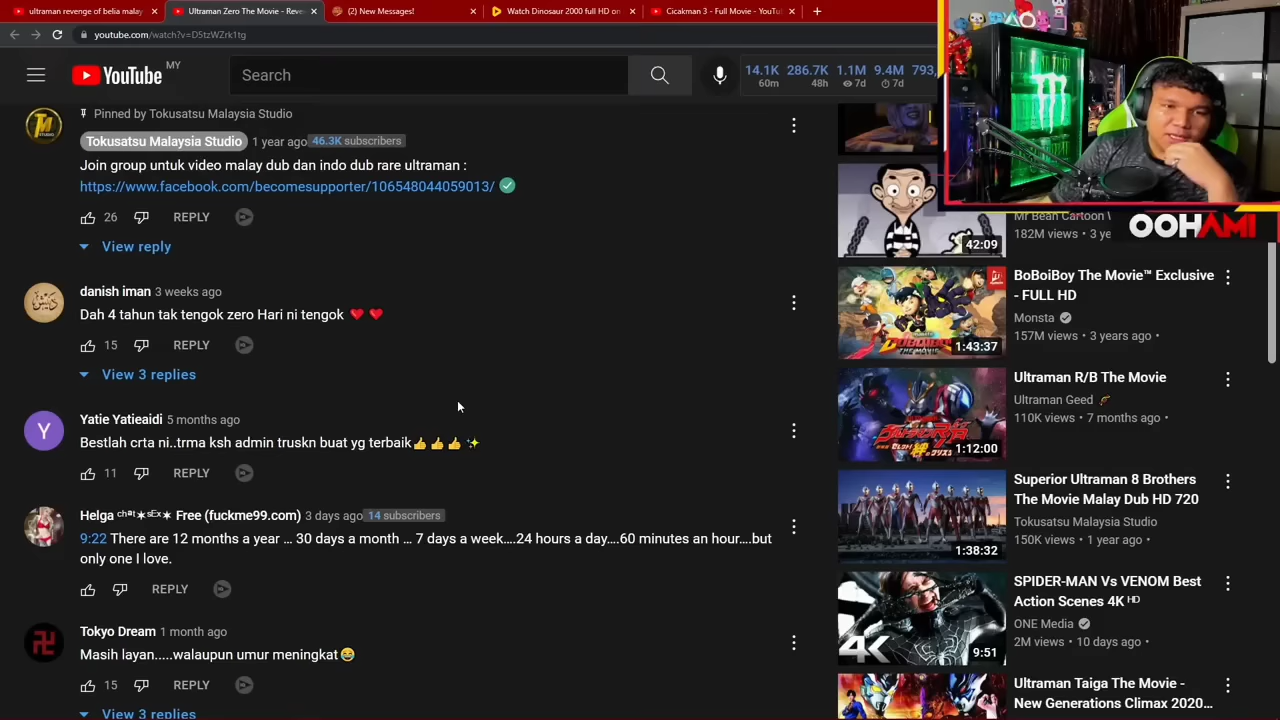 ultraman revenge of belia malay
Ultraman Zero The Movie - Reve
(2) New Messages!
Watch Dinosaur 2000 full HD on
Cicakman 3 - Full Movie - YouTu
youtube.com/watch?v=D5tzWZrk1tg
YouTube MY
Search
14.1K 286.7K 1.1M 9.4M 793,
60m 48h 7d 7d
Pinned by Tokusatsu Malaysia Studio
Tokusatsu Malaysia Studio 1 year ago 46.3K subscribers
Join group untuk video malay dub dan indo dub rare ultraman :
https://www.facebook.com/becomesupporter/106548044059013/
26 REPLY
View reply
danish iman 3 weeks ago
Dah 4 tahun tak tengok zero Hari ni tengok ❤❤
15 REPLY
View 3 replies
Yatie Yatieaidi 5 months ago
Bestlah crta ni..trma ksh admin truskn buat yg terbaik👍👍👍✨
11 REPLY
Helga ᶜʰᵃᵗ✶ˢᴱˣ✶ Free (fuckme99.com) 3 days ago 14 subscribers
9:22 There are 12 months a year ... 30 days a month ... 7 days a week....24 hours a day....60 minutes an hour....but
only one I love.
REPLY
Tokyo Dream 1 month ago
Masih layan.....walaupun umur meningkat😂
15 REPLY
View 3 replies
OOHAMI
Mr Bean Cartoon
182M views • 3 ye
42:09
BoBoiBoy The Movie™ Exclusive
- FULL HD
Monsta
157M views • 3 years ago •
1:43:37
Ultraman R/B The Movie
Ultraman Geed
110K views • 7 months ago •
1:12:00
Superior Ultraman 8 Brothers
The Movie Malay Dub HD 720
Tokusatsu Malaysia Studio
150K views • 1 year ago •
1:38:32
SPIDER-MAN Vs VENOM Best
Action Scenes 4K ᴴᴰ
ONE Media
2M views • 10 days ago •
4K
9:51
Ultraman Taiga The Movie -
New Generations Climax 2020...